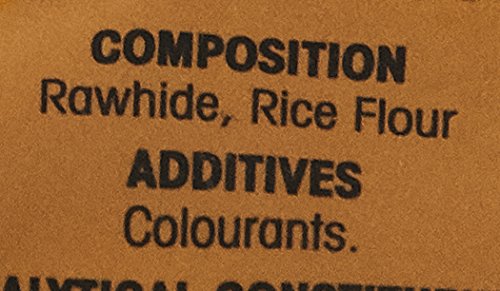 COMPOSITION
Rawhide, Rice Flour
ADDITIVES
Colourants.